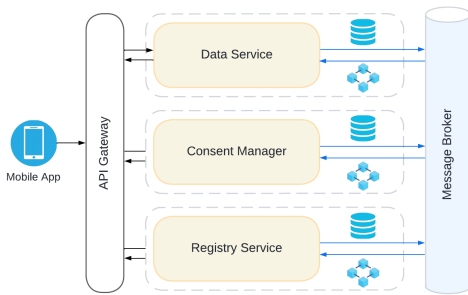 Data Service
Mobile App
API Gateway
Consent Manager
Message Broker
Registry Service